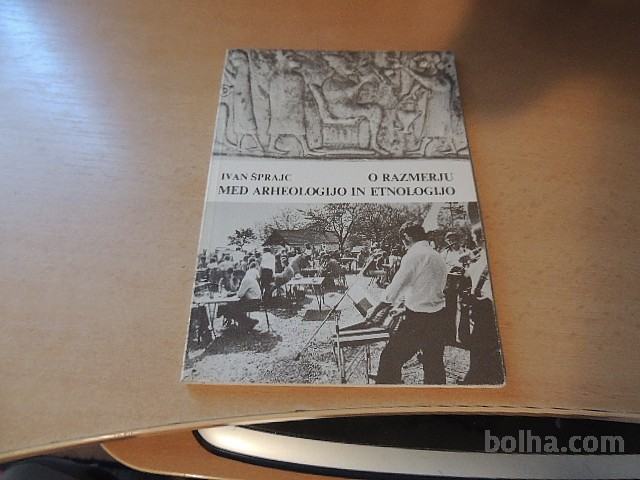 IVAN ŠPRAJC O RAZMERJU
MED ARHEOLOGIJO IN ETNOLOGIJO
bolha.com